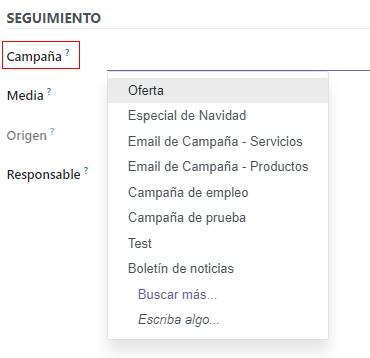 SEGUIMIENTO
Campaña ?
Media ?
Origen ?
Responsable ?
Oferta
Especial de Navidad
Email de Campaña - Servicios
Email de Campaña - Productos
Campaña de empleo
Campaña de prueba
Test
Boletín de noticias
Buscar más...
Escriba algo...